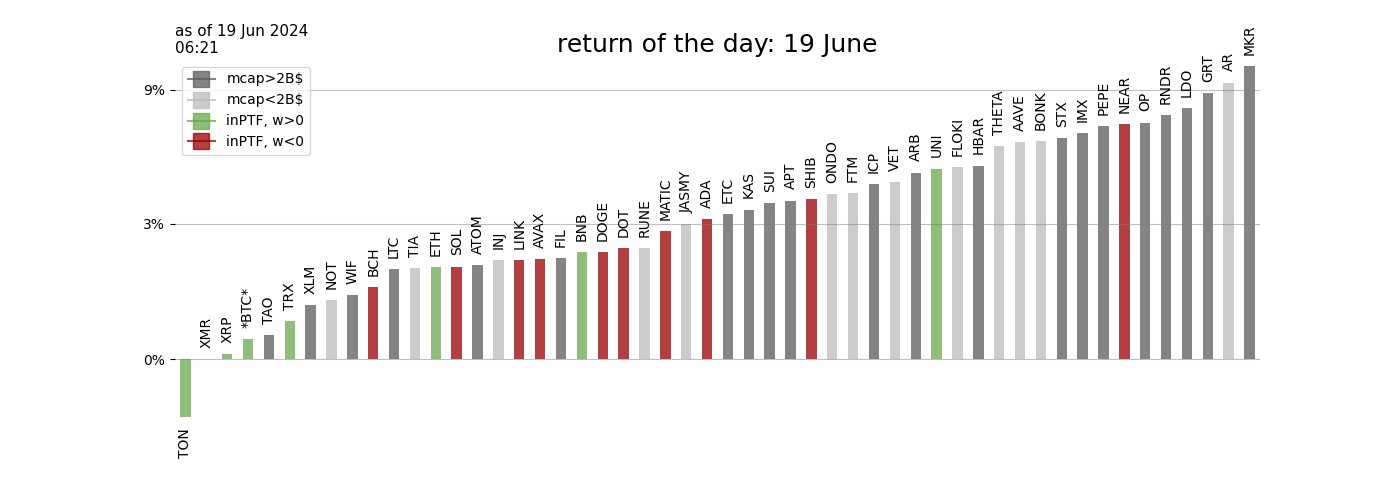 as of 19 Jun 2024
06:21
return of the day: 19 June
mcap>2B$
mcap<2B$
inPTF, w>0
inPTF, w<0
9%
3%
0%
TON
XMR
XRP
*BTC*
TAO
TRX
XLM
NOT
WIF
BCH
LTC
TIA
ETH
SOL
ATOM
INJ
LINK
AVAX
FIL
BNB
DOGE
DOT
RUNE
MATIC
JASMY
ADA
ETC
KAS
SUI
APT
SHIB
ONDO
FTM
ICP
VET
ARB
UNI
FLOKI
HBAR
THETA
AAVE
BONK
STX
IMX
PEPE
NEAR
OP
RNDR
LDO
GRT
AR
MKR